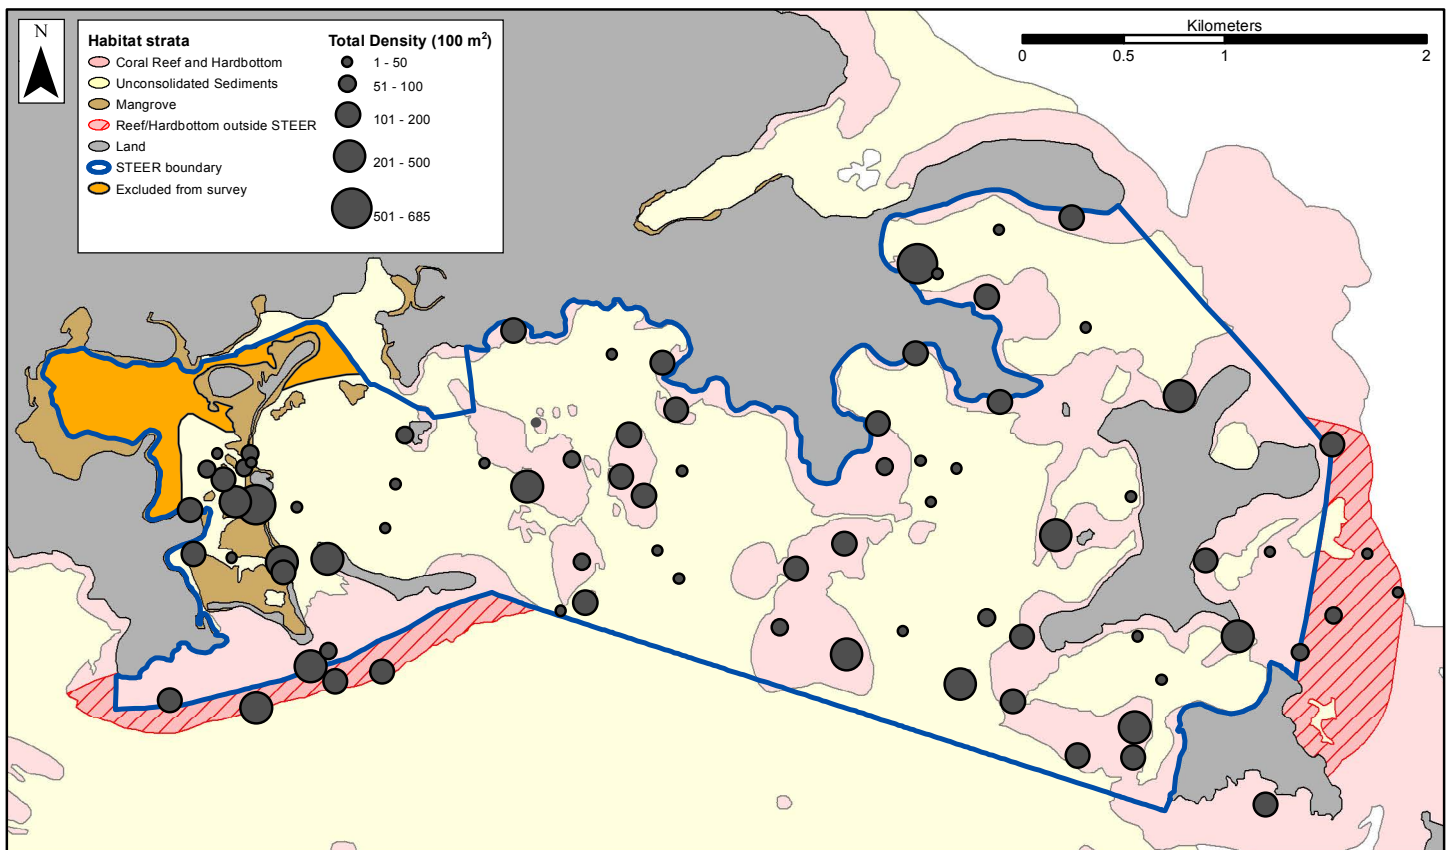 N
Habitat strata
Coral Reef and Hardbottom
Unconsolidated Sediments
Mangrove
Reef/Hardbottom outside STEER
Land
STEER boundary
Excluded from survey
Total Density (100 m²)
1 - 50
51 - 100
101 - 200
201 - 500
501 - 685
Kilometers
0 0.5 1 2